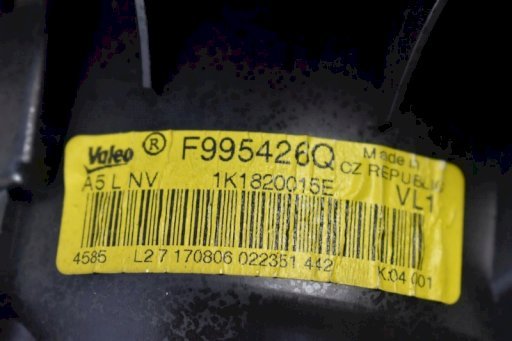 Valeo ® F995426Q Made in
CZ REPUBLIC
A5 L NV 1K1820015E VL1
4585 L2 7 170806 022351 442 K:04 001